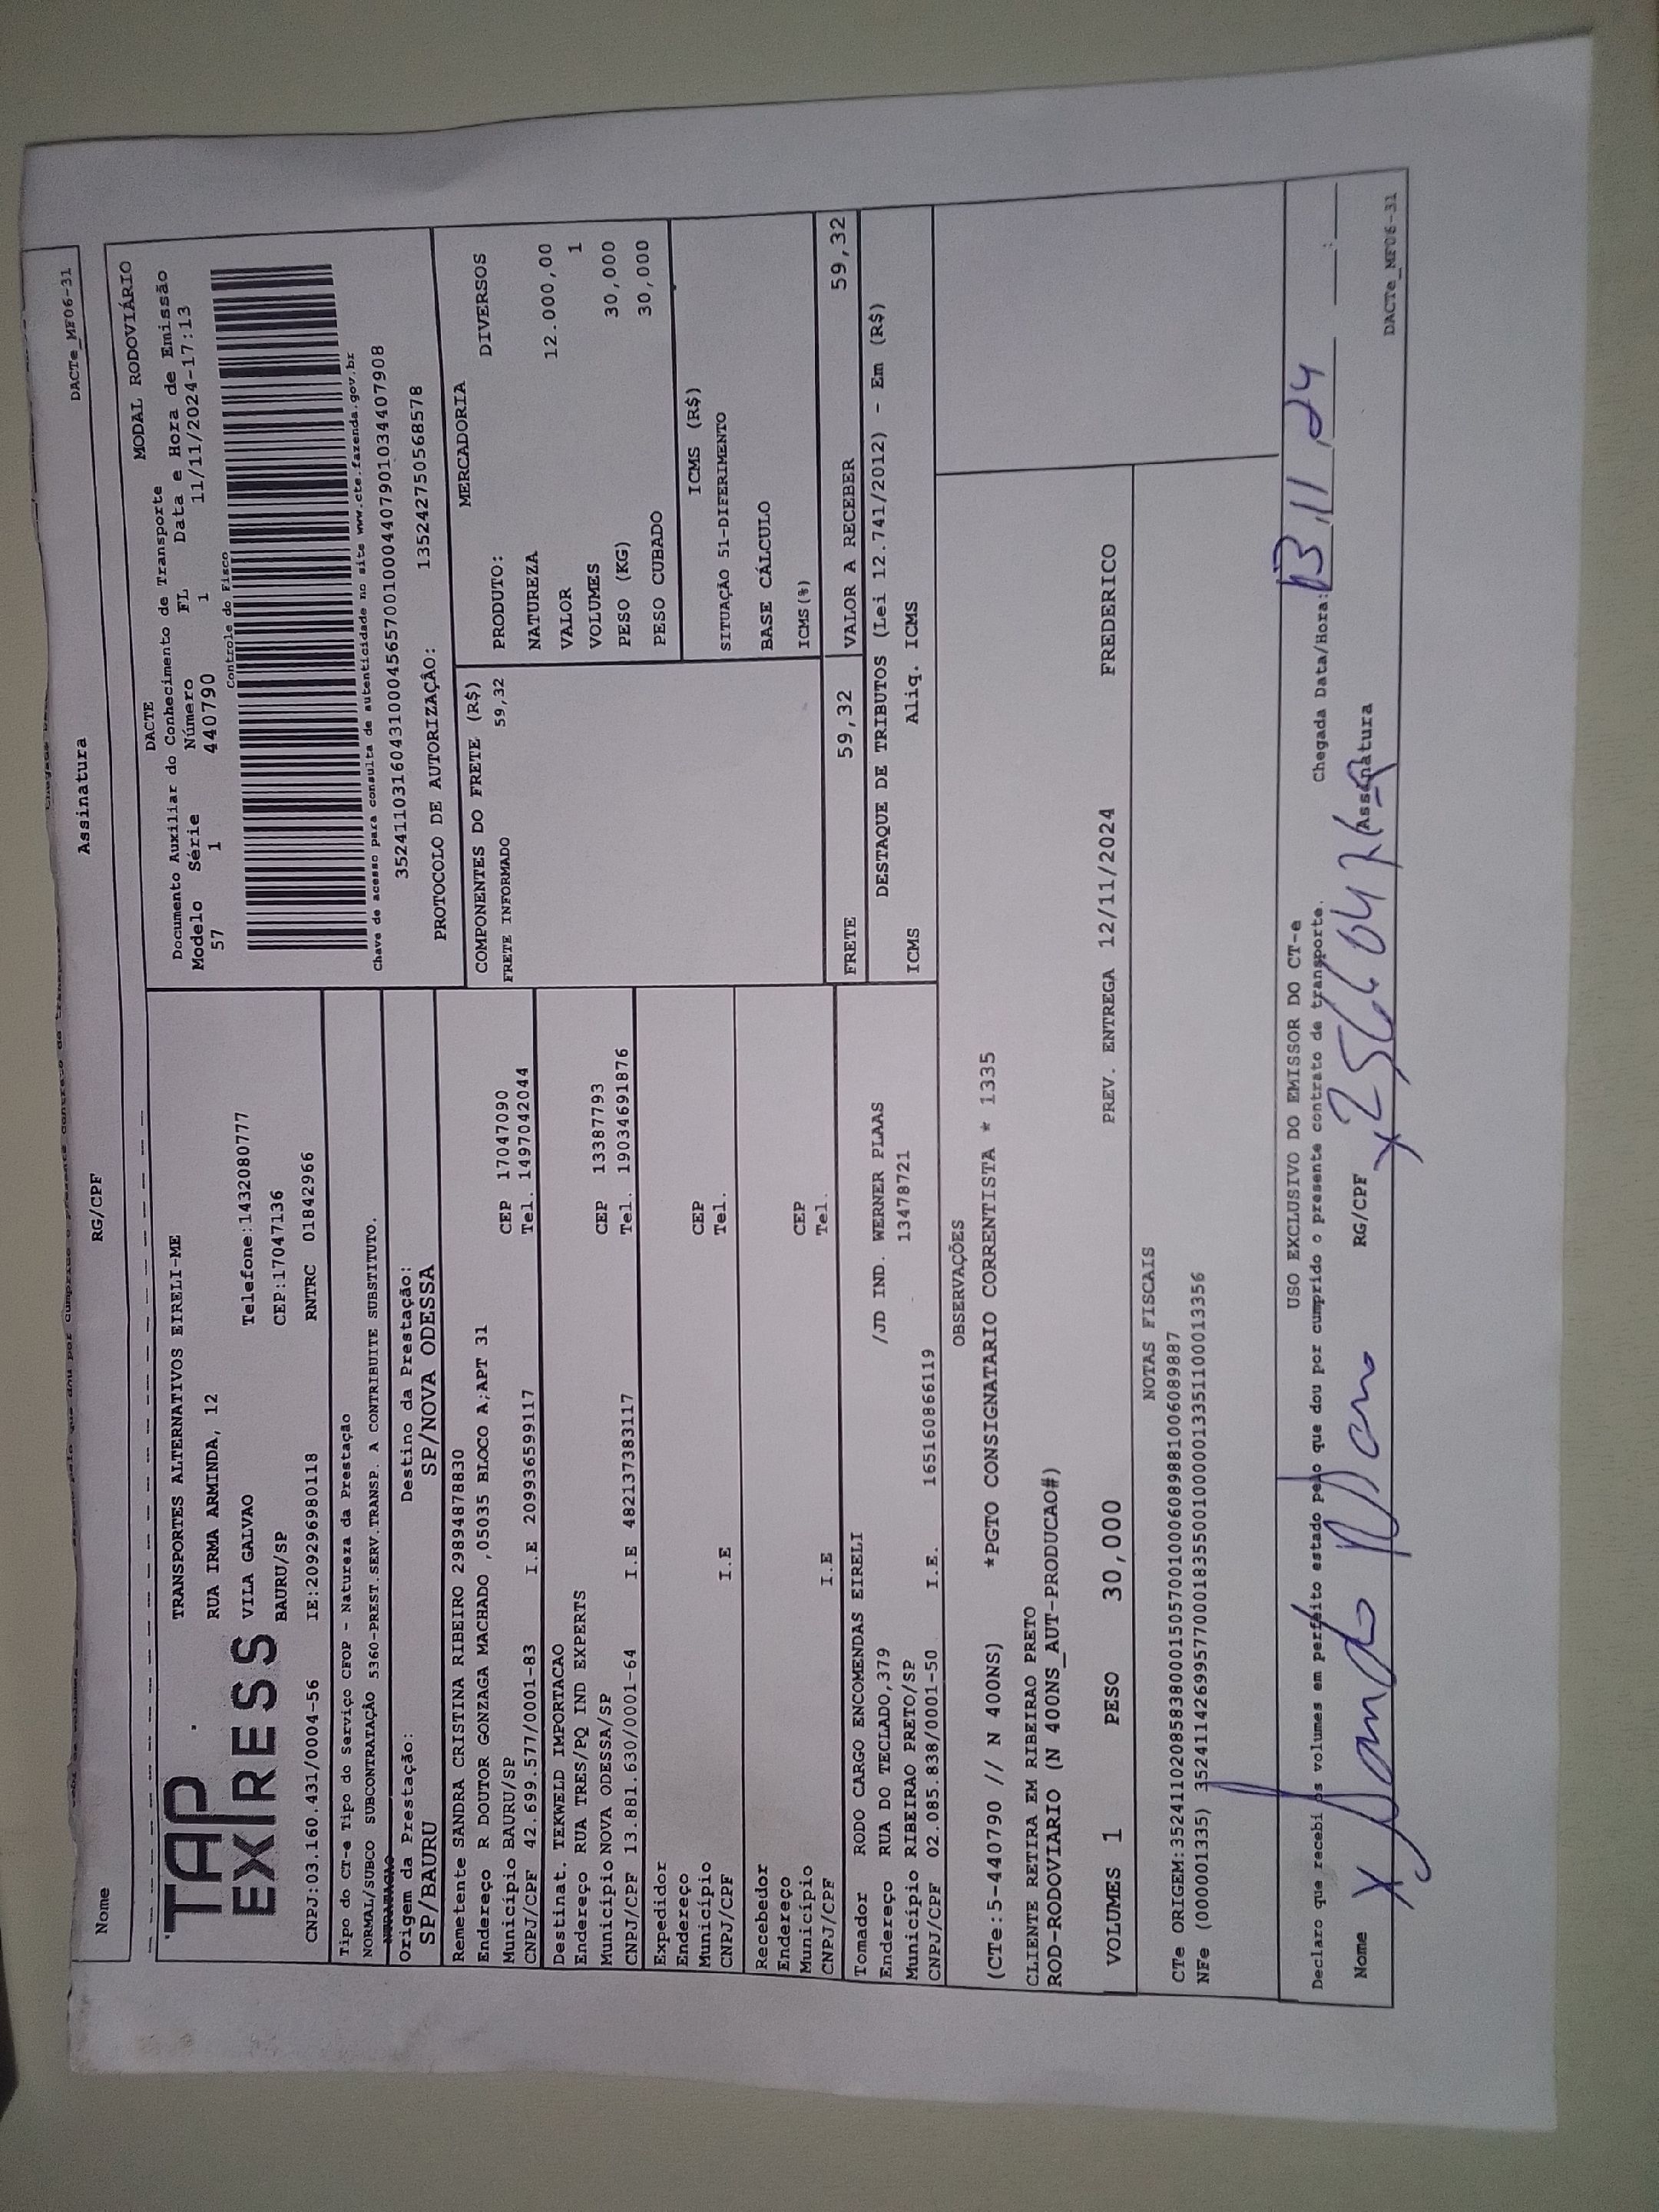 DACTe_MF06-31
Nome RG/CPF Assinatura
TAP EXPRESS
TRANSPORTES ALTERNATIVOS EIRELI-ME
RUA IRMA ARMINDA, 12
VILA GALVAO Telefone:1432080777
BAURU/SP CEP:17047136
CNPJ:03.160.431/0004-56 IE:209296980118 RNTRC 01842966
DACTE MODAL RODOVIÁRIO
Documento Auxiliar do Conhecimento de Transporte
Modelo Série Número FL Data e Hora de Emissão
57 1 440790 1 1 11/11/2024-17:13
Controle do Fisco
Chave de acesso para consulta de autenticidade no site www.cte.fazenda.gov.br
35241103160431000456570010004407901034407908
PROTOCOLO DE AUTORIZAÇÃO: 135242750568578
Tipo do CT-e Tipo do Serviço CFOP - Natureza da Prestação
NORMAL/SUBCO SUBCONTRATAÇÃO 5360-PREST.SERV.TRANSP. A CONTRIBUITE SUBSTITUTO.
Origem da Prestação: Destino da Prestação:
SP/BAURU SP/NOVA ODESSA
Remetente SANDRA CRISTINA RIBEIRO 29894878830
Endereço R DOUTOR GONZAGA MACHADO ,05035 BLOCO A;APT 31
Município BAURU/SP CEP 17047090
CNPJ/CPF 42.699.577/0001-83 I.E 209936599117 Tel. 1497042044
Destinat. TEKWELD IMPORTACAO
Endereço RUA TRES/PQ IND EXPERTS
Município NOVA ODESSA/SP CEP 13387793
CNPJ/CPF 13.881.630/0001-64 I.E 482137383117 Tel. 19034691876
Expedidor
Endereço
Município CEP
CNPJ/CPF I.E Tel.
Recebedor
Endereço
Município CEP
CNPJ/CPF I.E Tel.
Tomador RODO CARGO ENCOMENDAS EIRELI
Endereço RUA DO TECLADO,379 /JD IND. WERNER PLAAS
Município RIBEIRAO PRETO/SP 13478721
CNPJ/CPF 02.085.838/0001-50 I.E. 165160866119
COMPONENTES DO FRETE (R$)
FRETE INFORMADO 59,32
MERCADORIA
PRODUTO: DIVERSOS
NATUREZA
VALOR 12.000,00
VOLUMES 1
PESO (KG) 30,000
PESO CUBADO 30,000
ICMS (R$)
SITUAÇÃO 51-DIFERIMENTO
BASE CÁLCULO
ICMS(%)
FRETE 59,32 VALOR A RECEBER 59,32
DESTAQUE DE TRIBUTOS (Lei 12.741/2012) - Em (R$)
ICMS Aliq. ICMS
OBSERVAÇÕES
(CTe:5-440790 // N 400NS) *PGTO CONSIGNATARIO CORRENTISTA * 1335
CLIENTE RETIRA EM RIBEIRAO PRETO
ROD-RODOVIARIO (N 400NS_AUT-PRODUCAO#)
VOLUMES 1 PESO 30,000 PREV. ENTREGA 12/11/2024 FREDERICO
NOTAS FISCAIS
CTe ORIGEM:35241102085838000150570010006089881006089887
NFe (00001335) 35241142699577000183550010000013351100013356
USO EXCLUSIVO DO EMISSOR DO CT-e
Declaro que recebi os volumes em perfeito estado pelo que dou por cumprido o presente contrato de transporte. Chegada Data/Hora: 13/11/24
Nome RG/CPF Assinatura
DACTe_MF06-31